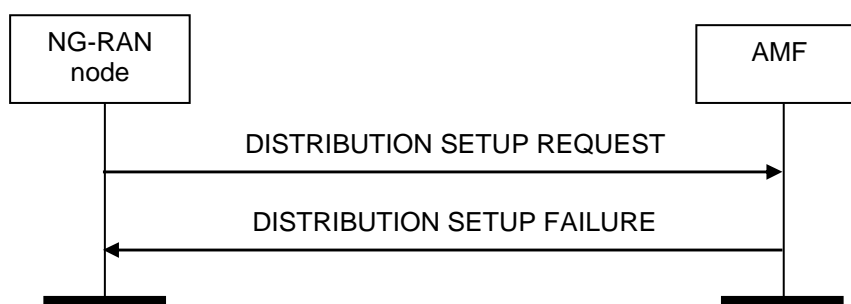 NG-RAN
node
AMF
DISTRIBUTION SETUP REQUEST
DISTRIBUTION SETUP FAILURE